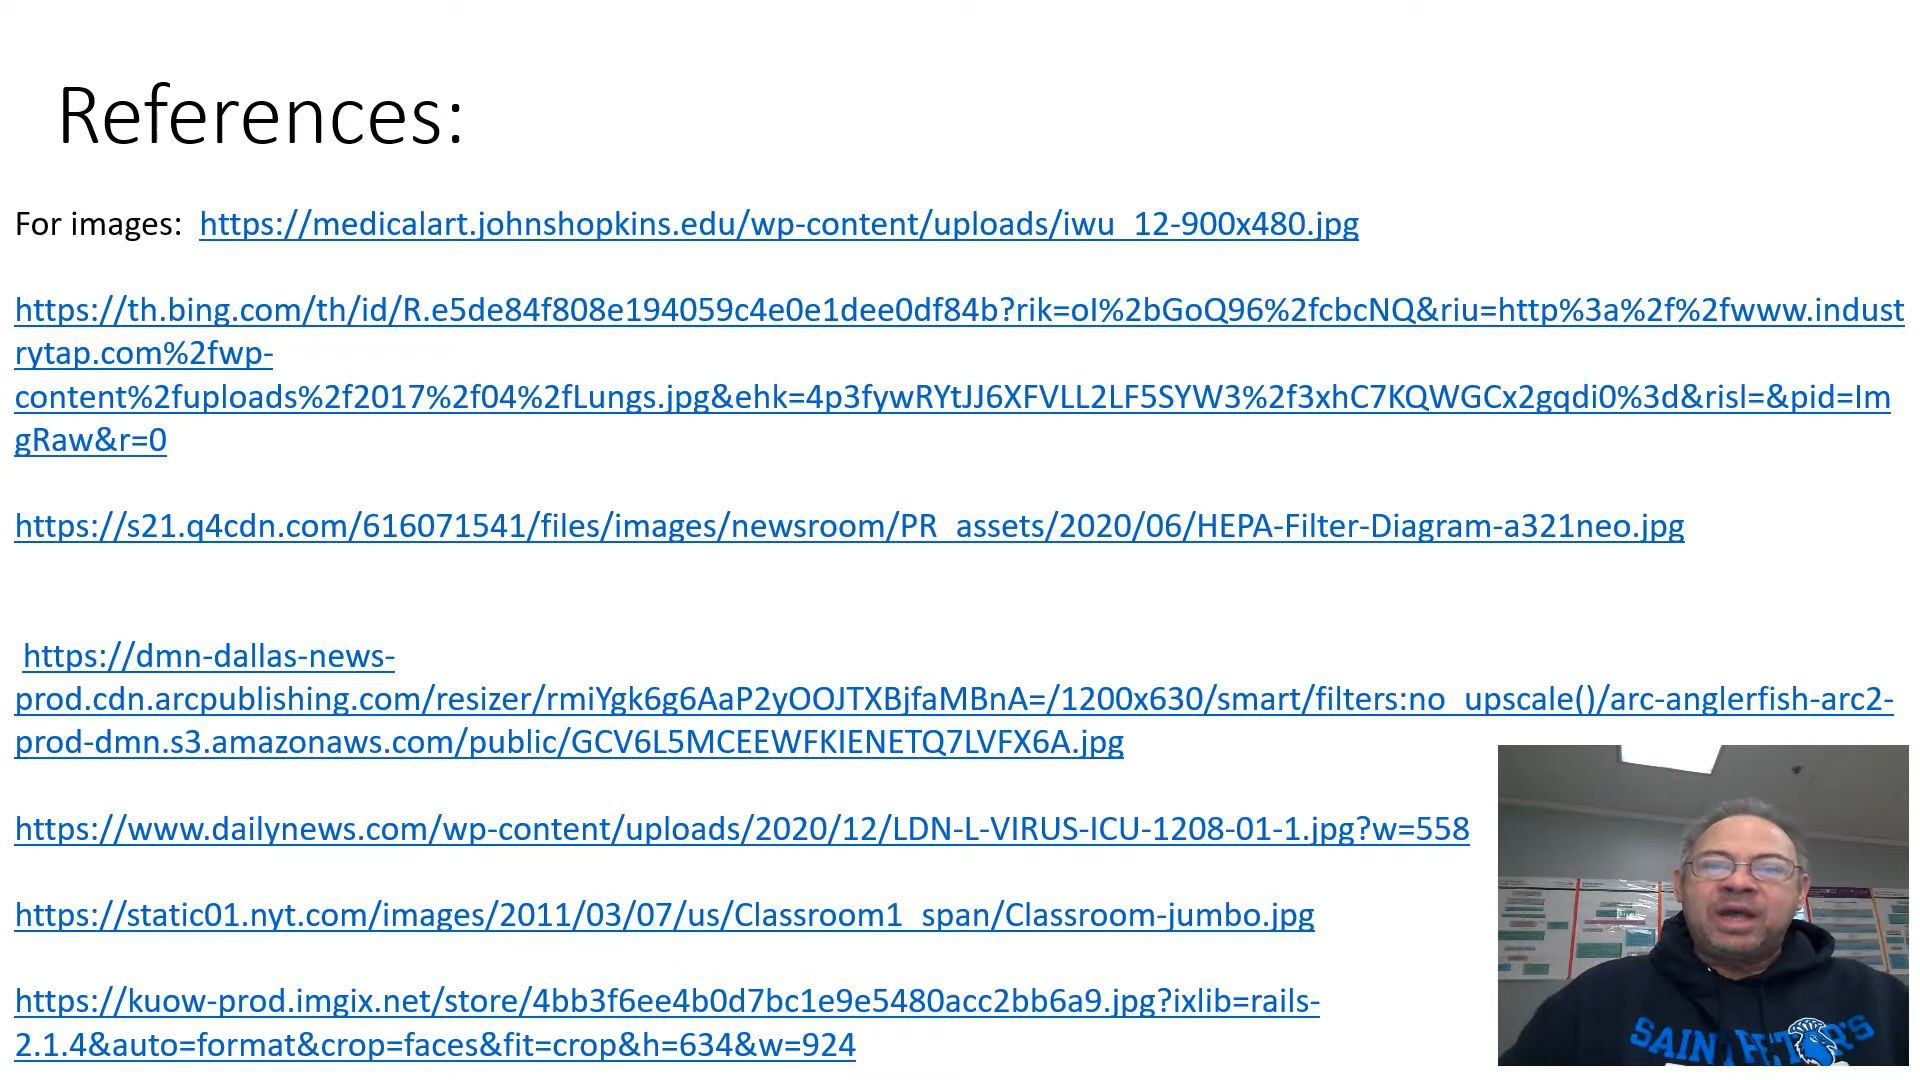 References:
For images:  https://medicalart.johnshopkins.edu/wp-content/uploads/iwu_12-900x480.jpg
https://th.bing.com/th/id/R.e5de84f808e194059c4e0e1dee0df84b?rik=oI%2bGoQ96%2fcbcNQ&riu=http%3a%2f%2fwww.indust
rytap.com%2fwp-
content%2fuploads%2f2017%2f04%2fLungs.jpg&ehk=4p3fywRYtJJ6XFVLL2LF5SYW3%2f3xhC7KQWGCx2gqdi0%3d&risl=&pid=Im
gRaw&r=0
https://s21.q4cdn.com/616071541/files/images/newsroom/PR_assets/2020/06/HEPA-Filter-Diagram-a321neo.jpg
https://dmn-dallas-news-
prod.cdn.arcpublishing.com/resizer/rmiYgk6g6AaP2yOOJTXBjfaMBnA=/1200x630/smart/filters:no_upscale()/arc-anglerfish-arc2-
prod-dmn.s3.amazonaws.com/public/GCV6L5MCEEWFKIENETQ7LVFX6A.jpg
https://www.dailynews.com/wp-content/uploads/2020/12/LDN-L-VIRUS-ICU-1208-01-1.jpg?w=558
https://static01.nyt.com/images/2011/03/07/us/Classroom1_span/Classroom-jumbo.jpg
https://kuow-prod.imgix.net/store/4bb3f6ee4b0d7bc1e9e5480acc2bb6a9.jpg?ixlib=rails-
2.1.4&auto=format&crop=faces&fit=crop&h=634&w=924
SAINT PETER'S